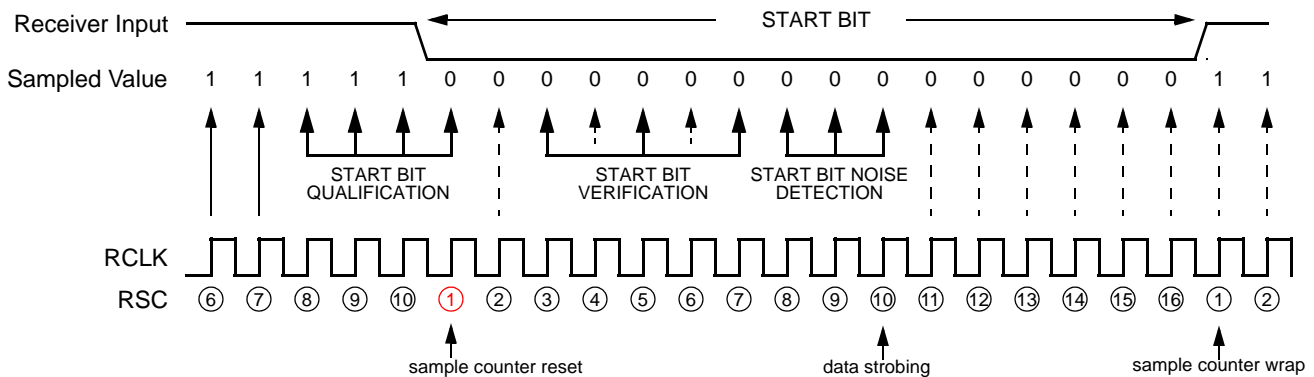 Receiver Input
START BIT
Sampled Value
1 1 1 1 1 0 0 0 0 0 0 0 0 0 0 0 0 0 0 0 0 1 1
START BIT QUALIFICATION
START BIT VERIFICATION
START BIT NOISE DETECTION
RCLK
RSC
6 7 8 9 10 1 2 3 4 5 6 7 8 9 10 11 12 13 14 15 16 1 2
sample counter reset
data strobing
sample counter wrap